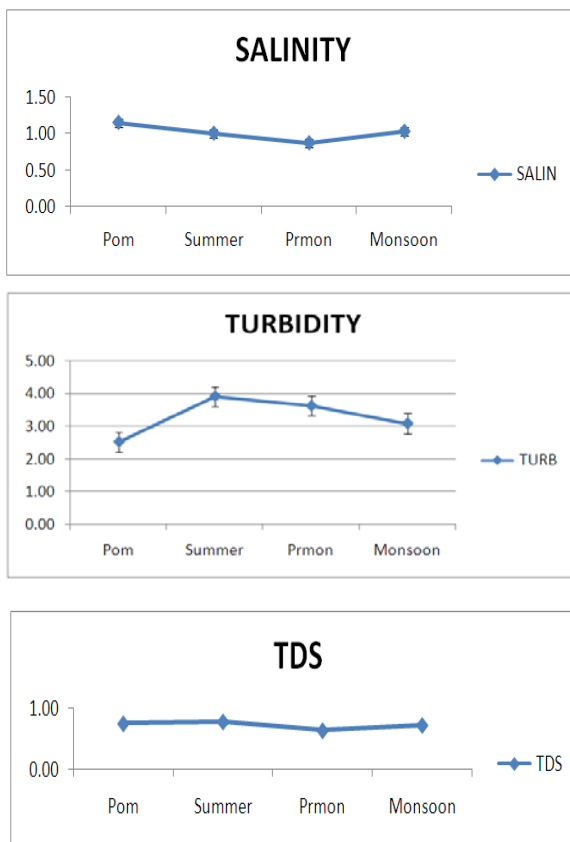 SALINITY
1.50
1.00
0.50
0.00
Pom Summer Prmon Monsoon
SALIN
TURBIDITY
5.00
4.00
3.00
2.00
1.00
0.00
Pom Summer Prmon Monsoon
TURB
TDS
1.00
0.00
Pom Summer Prmon Monsoon
TDS